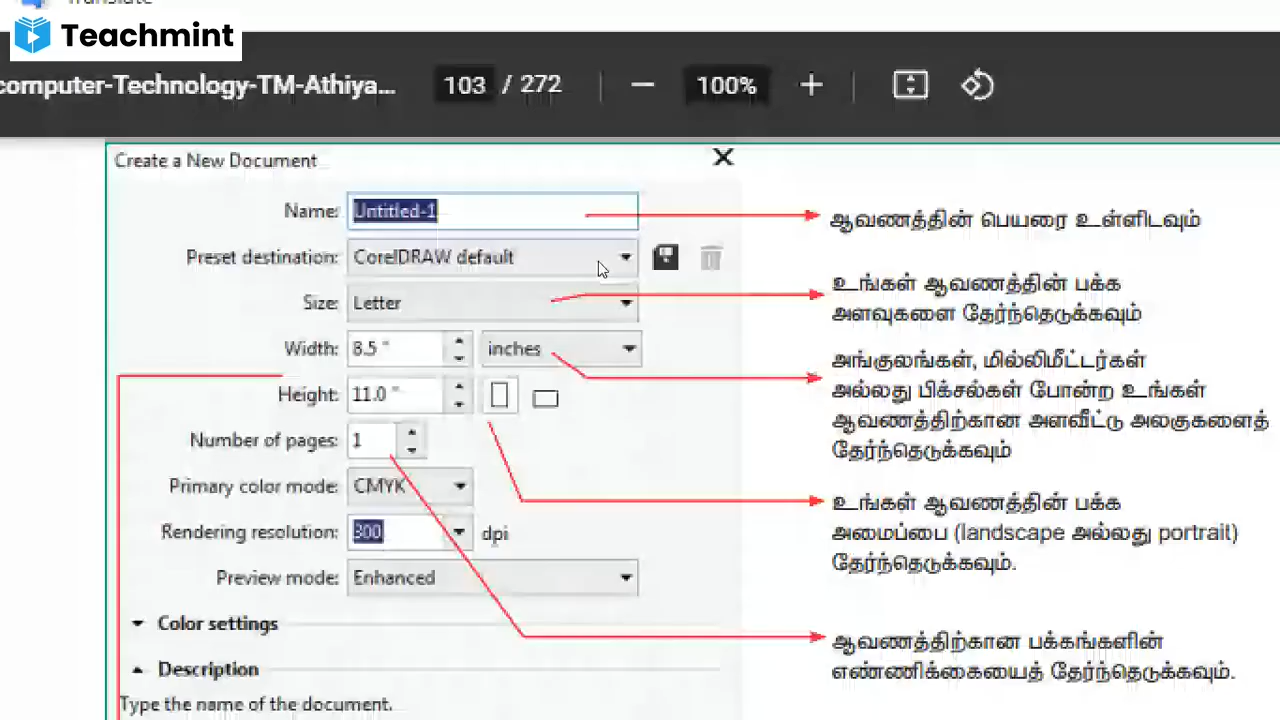 Translate
Teachmint
computer-Technology-TM-Athiya...
103 / 272
100%
Create a New Document
Name: Untitled-1
ஆவணத்தின் பெயரை உள்ளிடவும்
Preset destination: CorelDRAW default
உங்கள் ஆவணத்தின் பக்க
அளவுகளை தேர்ந்தெடுக்கவும்
Size: Letter
Width: 8.5 " inches
அங்குலங்கள், மில்லிமீட்டர்கள்
அல்லது பிக்சல்கள் போன்ற உங்கள்
ஆவணத்திற்கான அளவீட்டு அலகுகளைத்
தேர்ந்தெடுக்கவும்
Height: 11.0 "
Number of pages: 1
Primary color mode: CMYK
உங்கள் ஆவணத்தின் பக்க
அமைப்பை (landscape அல்லது portrait)
தேர்ந்தெடுக்கவும்.
Rendering resolution: 300 dpi
Preview mode: Enhanced
Color settings
ஆவணத்திற்கான பக்கங்களின்
எண்ணிக்கையைத் தேர்ந்தெடுக்கவும்.
Description
Type the name of the document.